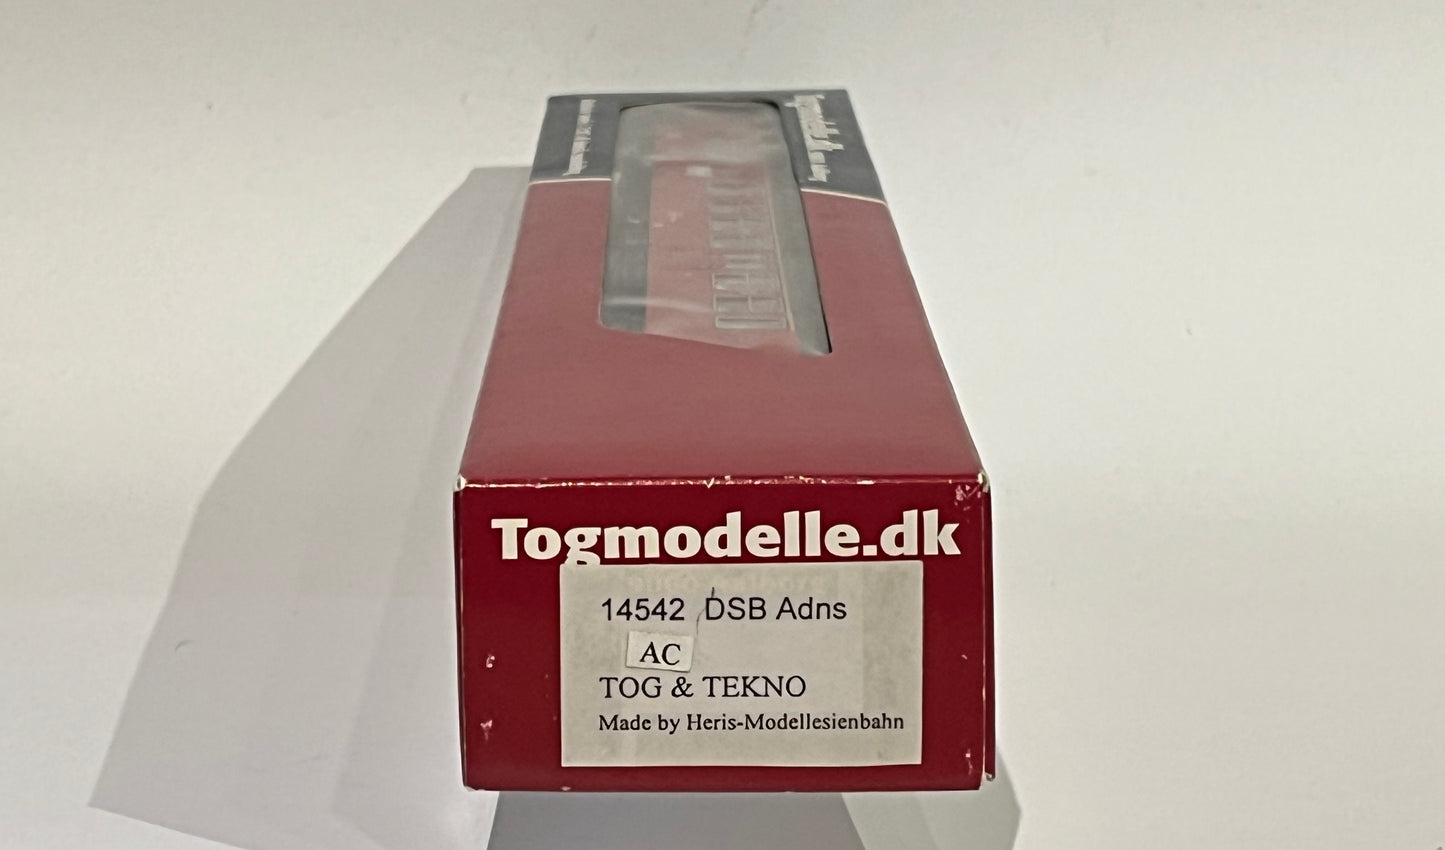 Togmodelle.dk
14542 DSB Adns
AC
TOG & TEKNO
Made by Heris-Modellesienbahn